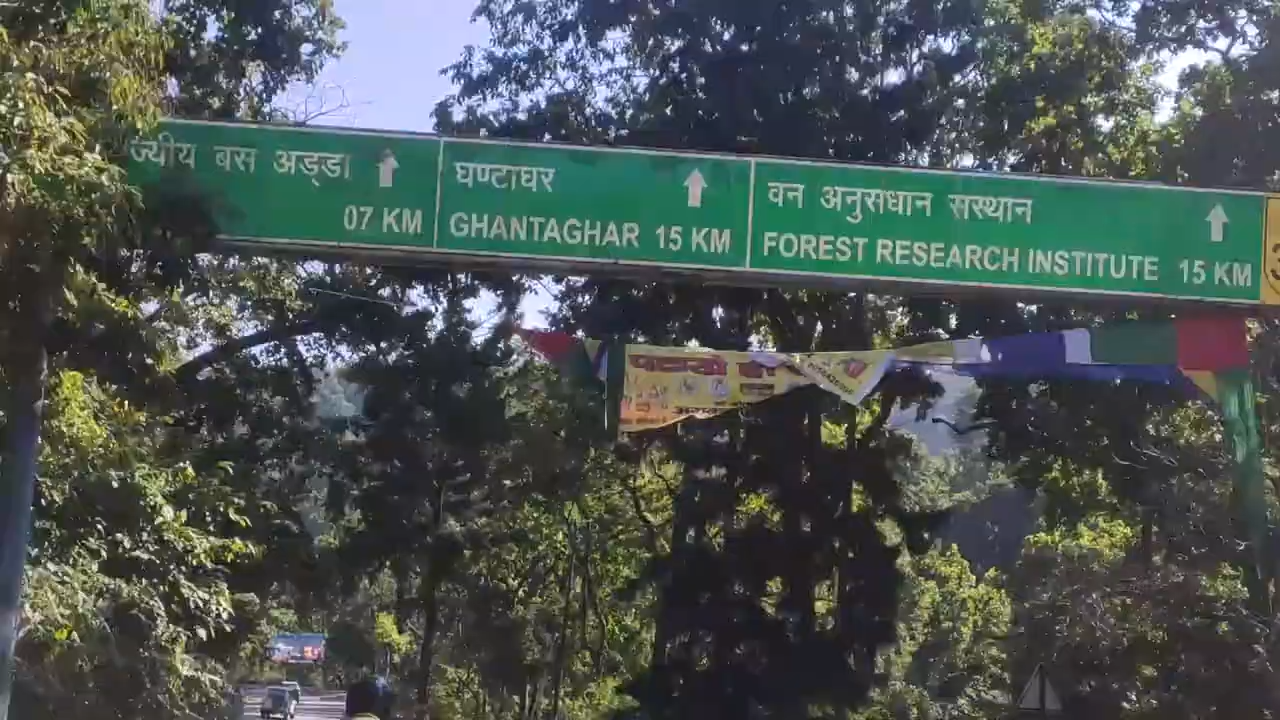 ज्यीय बस अड्डा
07 KM
घण्टाघर
GHANTAGHAR 15 KM
वन अनुसधान सस्थान
FOREST RESEARCH INSTITUTE 15 KM